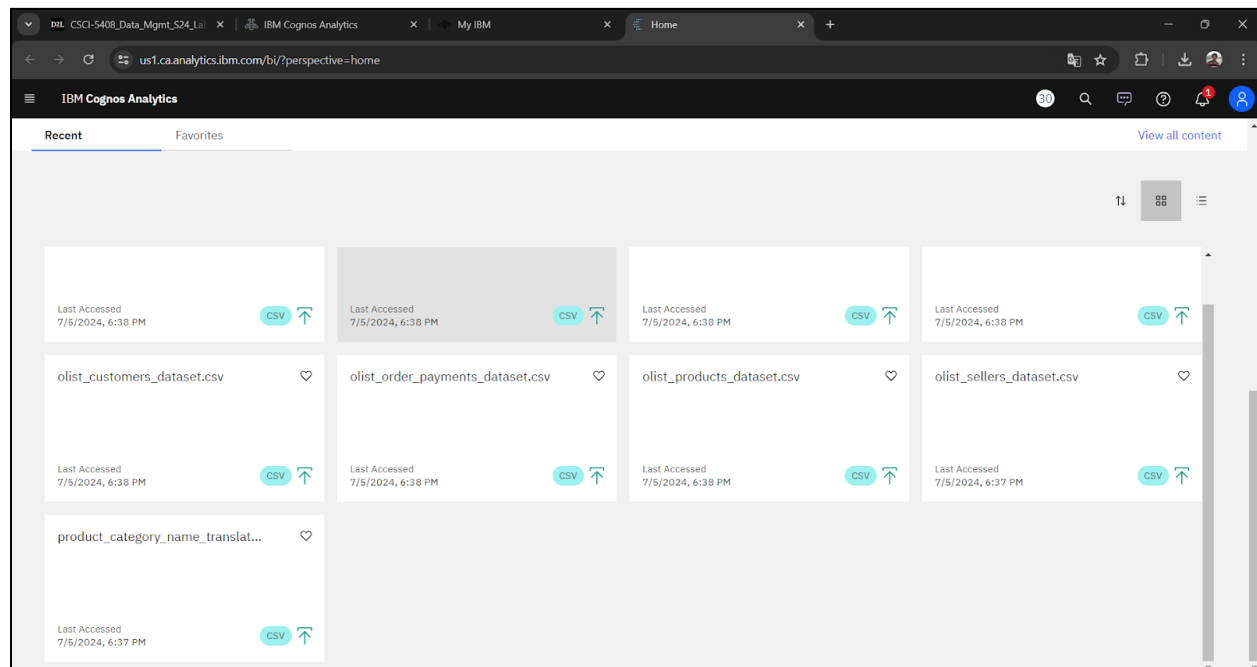 CSCI-5408_Data_Mgmt_S24_La
IBM Cognos Analytics
My IBM
Home
us1.ca.analytics.ibm.com/bi/?perspective=home
IBM Cognos Analytics
30
1
Recent
Favorites
View all content
Last Accessed
7/5/2024, 6:38 PM
CSV
Last Accessed
7/5/2024, 6:38 PM
CSV
Last Accessed
7/5/2024, 6:38 PM
CSV
Last Accessed
7/5/2024, 6:38 PM
CSV
olist_customers_dataset.csv
Last Accessed
7/5/2024, 6:38 PM
CSV
olist_order_payments_dataset.csv
Last Accessed
7/5/2024, 6:38 PM
CSV
olist_products_dataset.csv
Last Accessed
7/5/2024, 6:38 PM
CSV
olist_sellers_dataset.csv
Last Accessed
7/5/2024, 6:37 PM
CSV
product_category_name_translat...
Last Accessed
7/5/2024, 6:37 PM
CSV